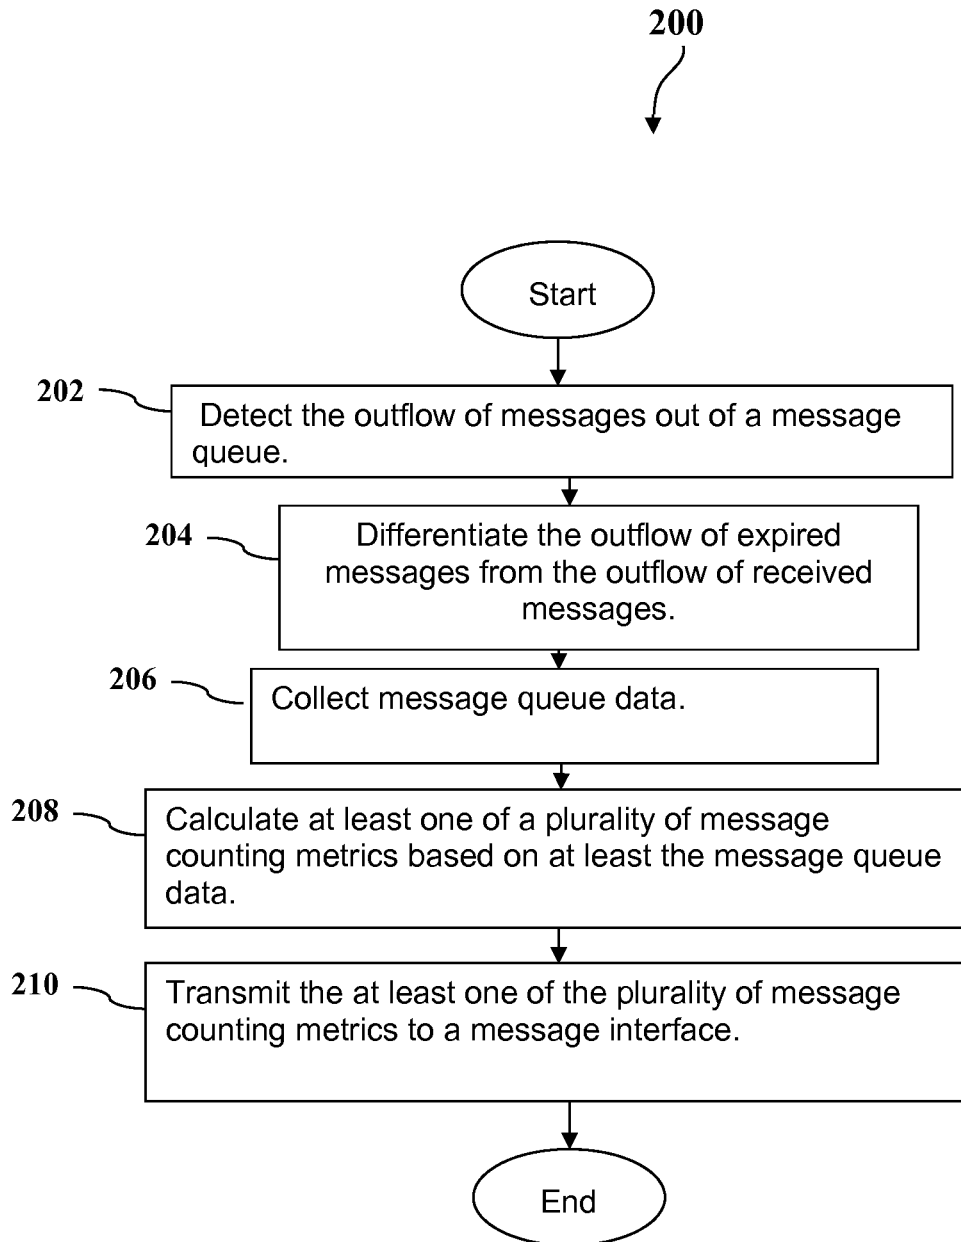 200
Start
202
Detect the outflow of messages out of a message
queue.
204
Differentiate the outflow of expired
messages from the outflow of received
messages.
206
Collect message queue data.
208
Calculate at least one of a plurality of message
counting metrics based on at least the message queue
data.
210
Transmit the at least one of the plurality of message
counting metrics to a message interface.
End